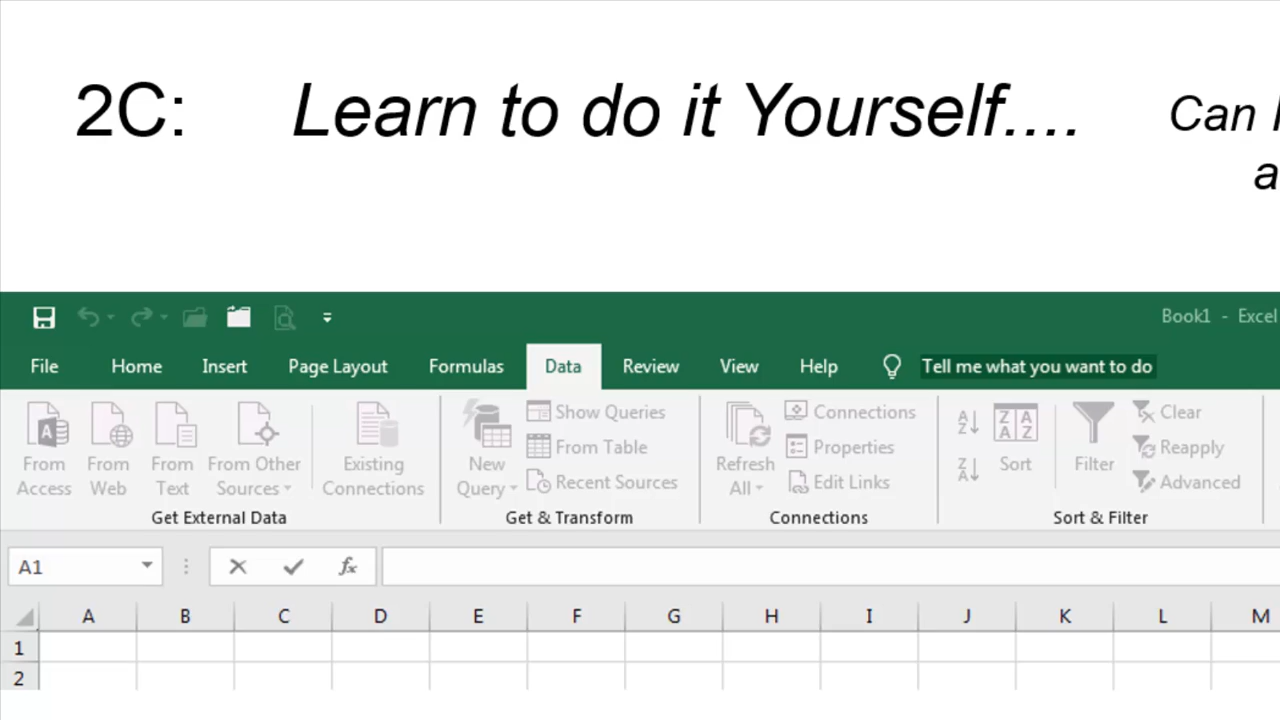 2C: Learn to do it Yourself.... Can
a
Book1 - Excel
File Home Insert Page Layout Formulas Data Review View Help Tell me what you want to do
From Access
From Web
From Text
From Other Sources
Existing Connections
Get External Data
New Query
Show Queries
From Table
Recent Sources
Get & Transform
Refresh All
Connections
Properties
Edit Links
Connections
A Z
Z A
Z A A Z
Sort
Filter
Clear
Reapply
Advanced
Sort & Filter
A1 fx
A B C D E F G H I J K L M
1
2